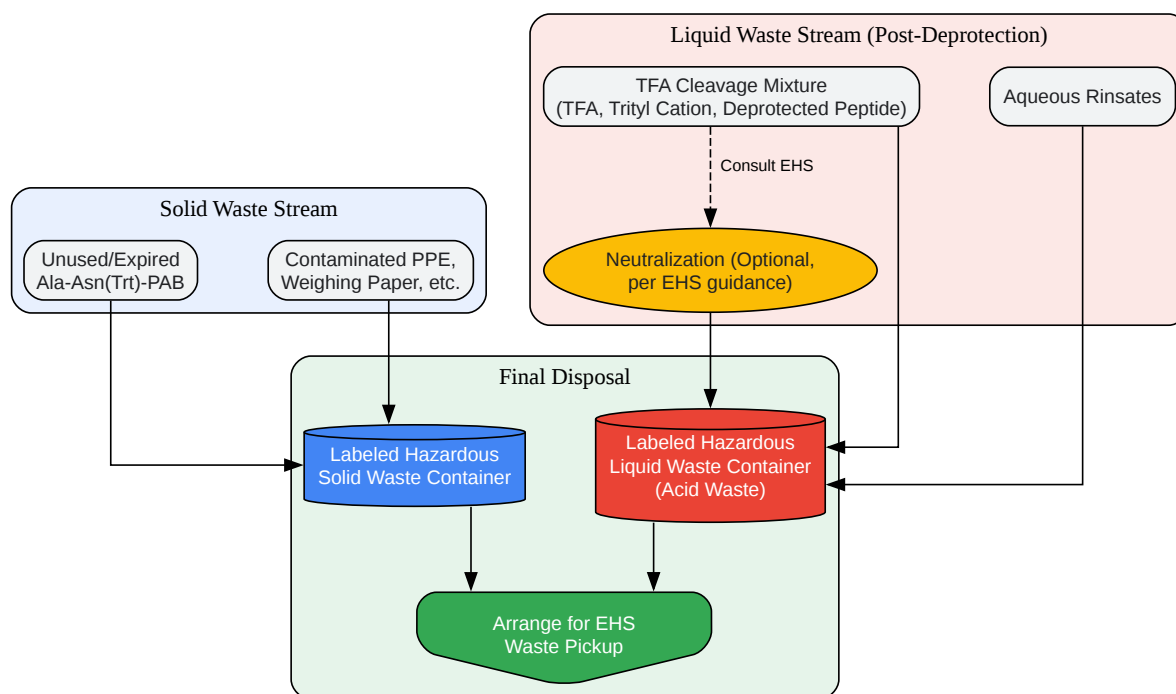 Liquid Waste Stream (Post-Deprotection)
TFA Cleavage Mixture
(TFA, Trityl Cation, Deprotected Peptide)
Aqueous Rinsates
Consult EHS
Solid Waste Stream
Unused/Expired
Ala-Asn(Trt)-PAB
Contaminated PPE,
Weighing Paper, etc.
Neutralization (Optional,
per EHS guidance)
Final Disposal
Labeled Hazardous
Solid Waste Container
Labeled Hazardous
Liquid Waste Container
(Acid Waste)
Arrange for EHS
Waste Pickup